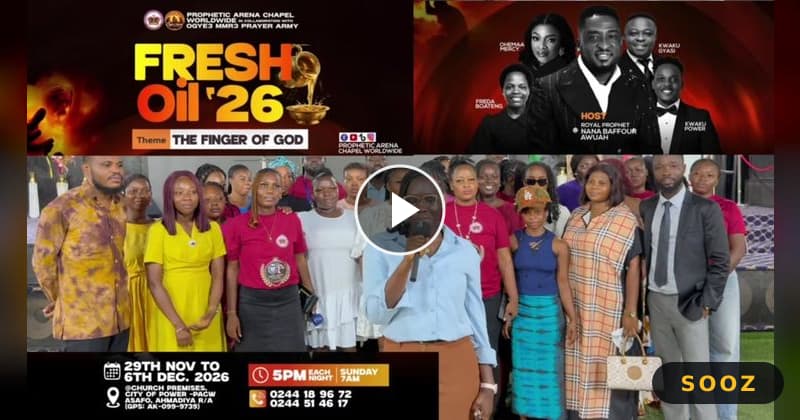 PROPHETIC ARENA CHAPEL
WORLDWIDE IN COLLABORATION WITH
OGYE3 MMR3 PRAYER ARMY
FRESH
Oil '26
Theme THE FINGER OF GOD
PROPHETIC ARENA
CHAPEL WORLDWIDE
OHEMAA
MERCY
KWAKU
GYASI
FREDA
BOATENG
HOST
ROYAL PROPHET
NANA BAFFOUR
AWUAH
KWAKU
POWER
29TH NOV TO
6TH DEC. 2026
@CHURCH PREMISES,
CITY OF POWER -PACW
ASAFO, AHMADIYA R/A
(GPS: AK-099-9739)
5PM EACH NIGHT
SUNDAY
7AM
0244 18 96 72
0244 51 46 17
SOOZ